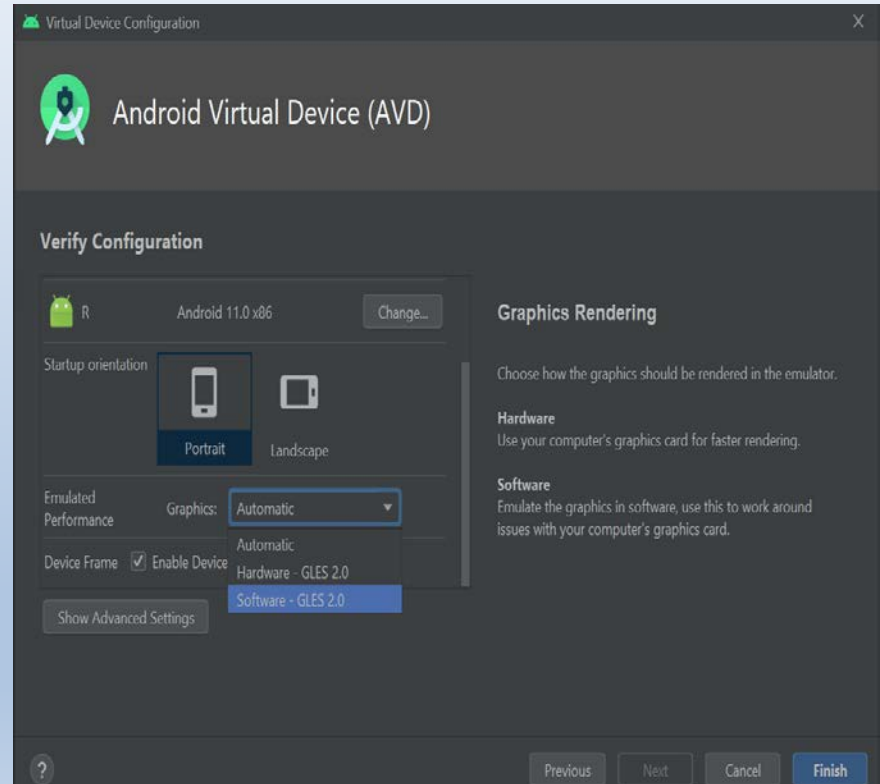 Virtual Device Configuration
X
Android Virtual Device (AVD)
Verify Configuration
R Android 11.0 x86 Change...
Startup orientation
Portrait Landscape
Emulated
Performance
Graphics: Automatic
Automatic
Hardware - GLES 2.0
Software - GLES 2.0
Device Frame Enable Device
Show Advanced Settings
Graphics Rendering
Choose how the graphics should be rendered in the emulator.
Hardware
Use your computer's graphics card for faster rendering.
Software
Emulate the graphics in software, use this to work around
issues with your computer's graphics card.
?
Previous Next Cancel Finish